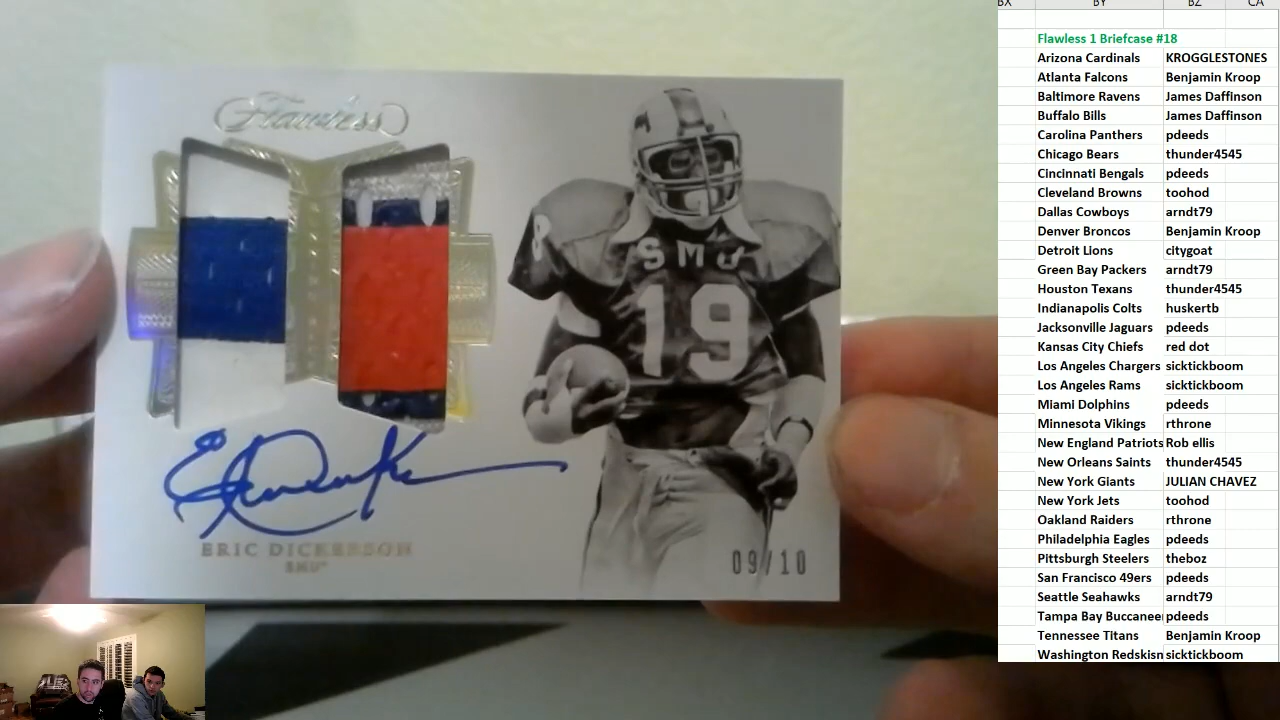 Flawless
SMU
19
8
ERIC DICKERSON
SMU
09/10
BX BY BZ CA
Flawless 1 Briefcase #18
Arizona Cardinals KROGGLESTONES
Atlanta Falcons Benjamin Kroop
Baltimore Ravens James Daffinson
Buffalo Bills James Daffinson
Carolina Panthers pdeeds
Chicago Bears thunder4545
Cincinnati Bengals pdeeds
Cleveland Browns toohod
Dallas Cowboys arndt79
Denver Broncos Benjamin Kroop
Detroit Lions citygoat
Green Bay Packers arndt79
Houston Texans thunder4545
Indianapolis Colts huskertb
Jacksonville Jaguars pdeeds
Kansas City Chiefs red dot
Los Angeles Chargers sicktickboom
Los Angeles Rams sicktickboom
Miami Dolphins pdeeds
Minnesota Vikings rthrone
New England Patriots Rob ellis
New Orleans Saints thunder4545
New York Giants JULIAN CHAVEZ
New York Jets toohod
Oakland Raiders rthrone
Philadelphia Eagles pdeeds
Pittsburgh Steelers theboz
San Francisco 49ers pdeeds
Seattle Seahawks arndt79
Tampa Bay Buccanee pdeeds
Tennessee Titans Benjamin Kroop
Washington Redskisn sicktickboom